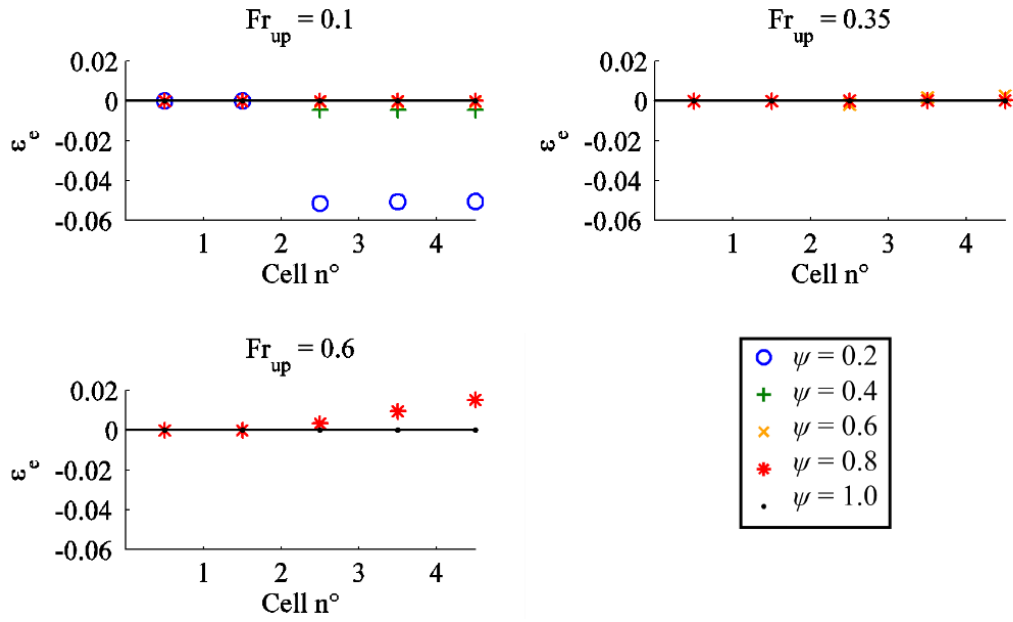 Fr_up = 0.1
0.02
0
-0.02
-0.04
-0.06
ε_e
1 2 3 4
Cell n°
Fr_up = 0.35
0.02
0
-0.02
-0.04
-0.06
ε_e
1 2 3 4
Cell n°
Fr_up = 0.6
0.02
0
-0.02
-0.04
-0.06
ε_e
1 2 3 4
Cell n°
ψ = 0.2
ψ = 0.4
ψ = 0.6
ψ = 0.8
ψ = 1.0